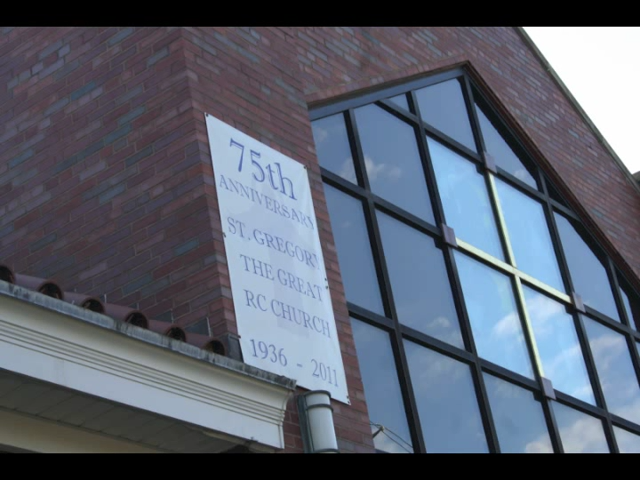 75th
ANNIVERSARY
ST. GREGORY
THE GREAT
RC CHURCH
1936 - 2011